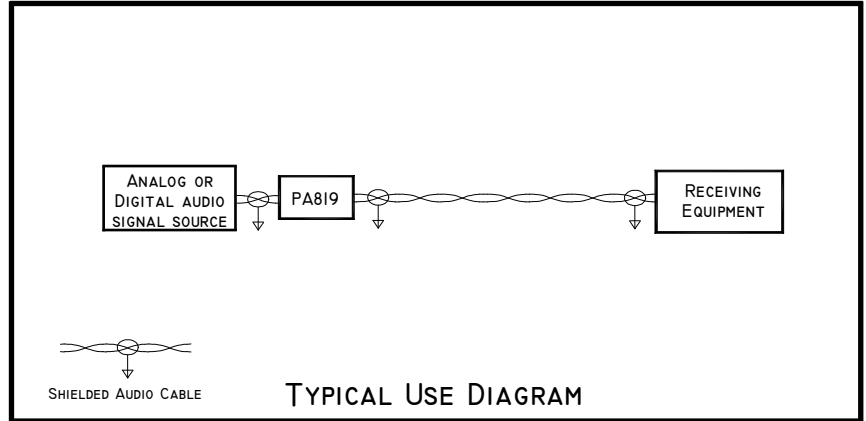 Analog or
Digital audio
signal source
PA819
Receiving
Equipment
Shielded Audio Cable
Typical Use Diagram